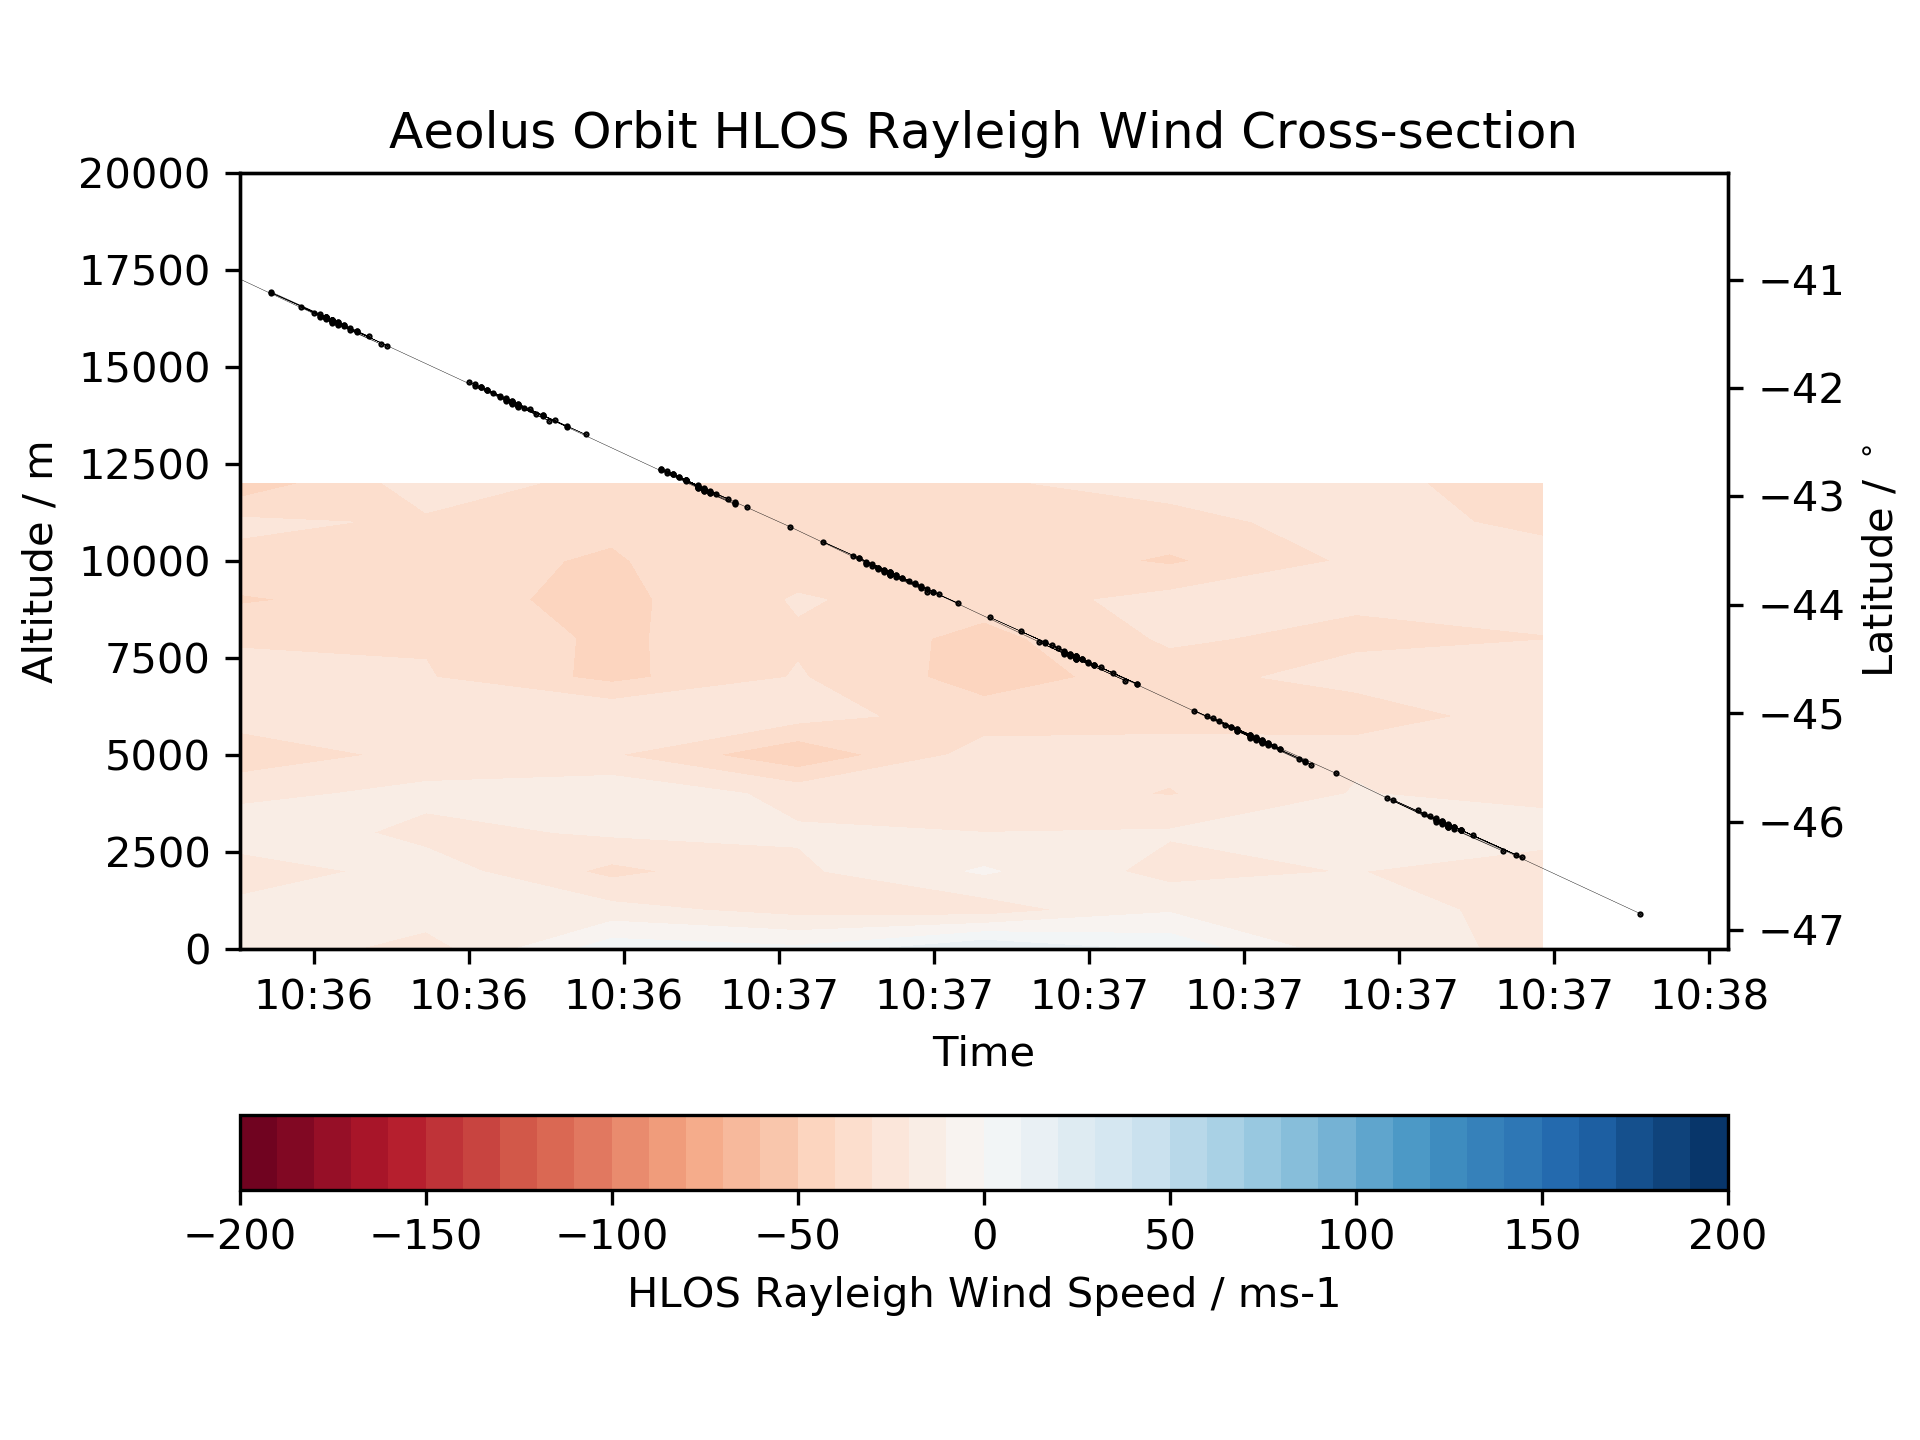 Aeolus Orbit HLOS Rayleigh Wind Cross-section
20000
17500
15000
12500
10000
7500
5000
2500
0
Altitude / m
−41
−42
−43
−44
−45
−46
−47
Latitude / °
10:36 10:36 10:36 10:37 10:37 10:37 10:37 10:37 10:37 10:38
Time
−200 −150 −100 −50 0 50 100 150 200
HLOS Rayleigh Wind Speed / ms-1